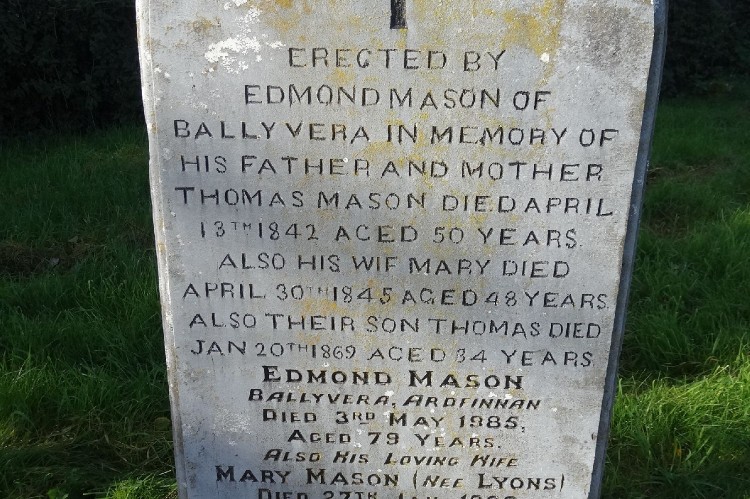 ERECTED BY
EDMOND MASON OF
BALLYVERA IN MEMORY OF
HIS FATHER AND MOTHER
THOMAS MASON DIED APRIL
13TH 1842 AGED 50 YEARS.
ALSO HIS WIF MARY DIED
APRIL 30TH 1845 AGED 48 YEARS.
ALSO THEIR SON THOMAS DIED
JAN 20TH 1869 AGED 34 YEARS
EDMOND MASON
BALLYVERA, ARDFINNAN
DIED 3RD MAY 1985,
AGED 79 YEARS.
ALSO HIS LOVING WIFE
MARY MASON (NEE LYONS)
DIED 27TH